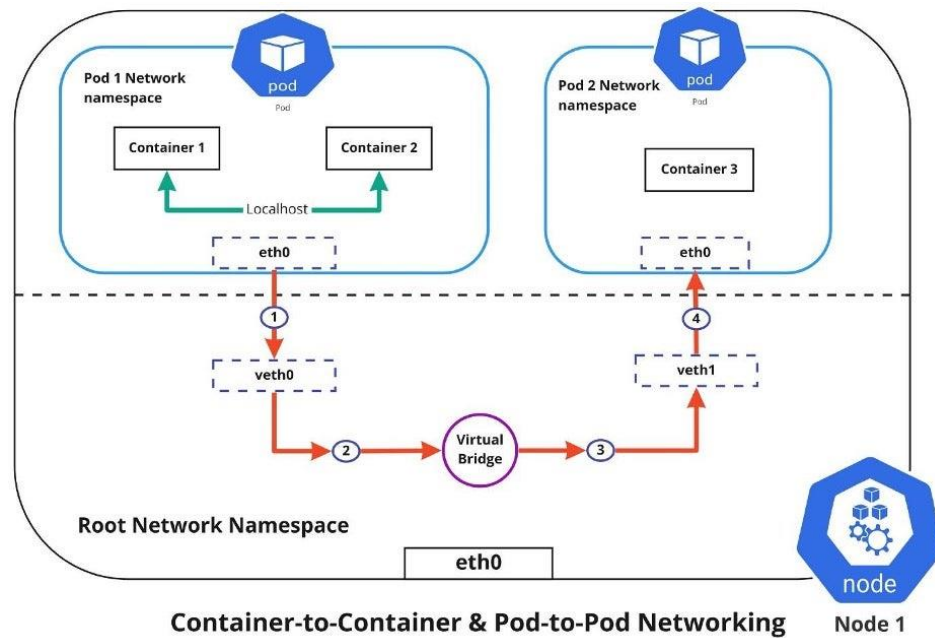 pod
Pod
Pod 1 Network
namespace
Container 1
Container 2
Localhost
eth0
pod
Pod
Pod 2 Network
namespace
Container 3
eth0
1
4
veth0
veth1
2
Virtual
Bridge
3
Root Network Namespace
eth0
node
Container-to-Container & Pod-to-Pod Networking
Node 1